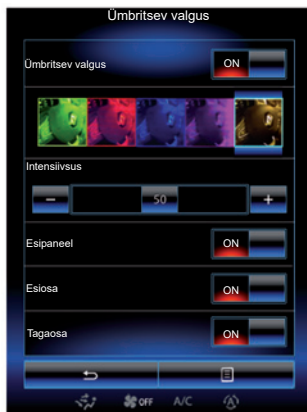 Ümbritsev valgus
Ümbritsev valgus ON
Intensiivsus
− 50 +
Esipaneel ON
Esiosa ON
Tagaosa ON
OFF A/C A